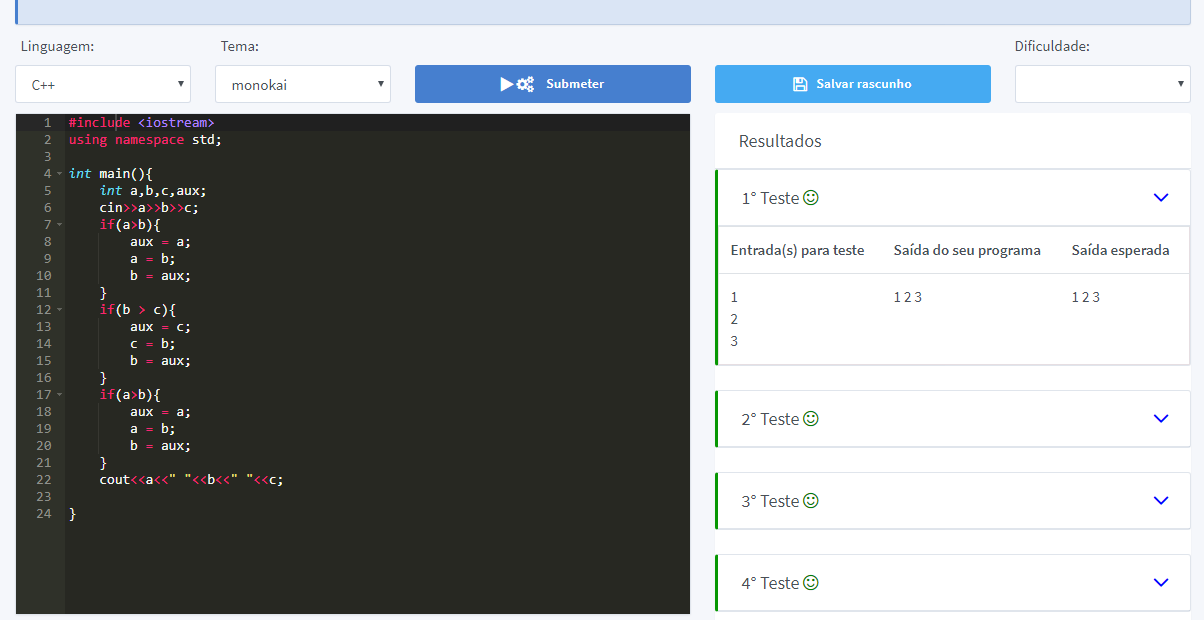 Linguagem:
Tema:
Dificuldade:
C++
monokai
Submeter
Salvar rascunho
1 #include <iostream>
2 using namespace std;
3
4 int main(){
5     int a,b,c,aux;
6     cin>>a>>b>>c;
7     if(a>b){
8         aux = a;
9         a = b;
10         b = aux;
11     }
12     if(b > c){
13         aux = c;
14         c = b;
15         b = aux;
16     }
17     if(a>b){
18         aux = a;
19         a = b;
20         b = aux;
21     }
22     cout<<a<<" "<<b<<" "<<c;
23
24 }
Resultados
1° Teste
Entrada(s) para teste
Saída do seu programa
Saída esperada
1
2
3
1 2 3
1 2 3
2° Teste
3° Teste
4° Teste